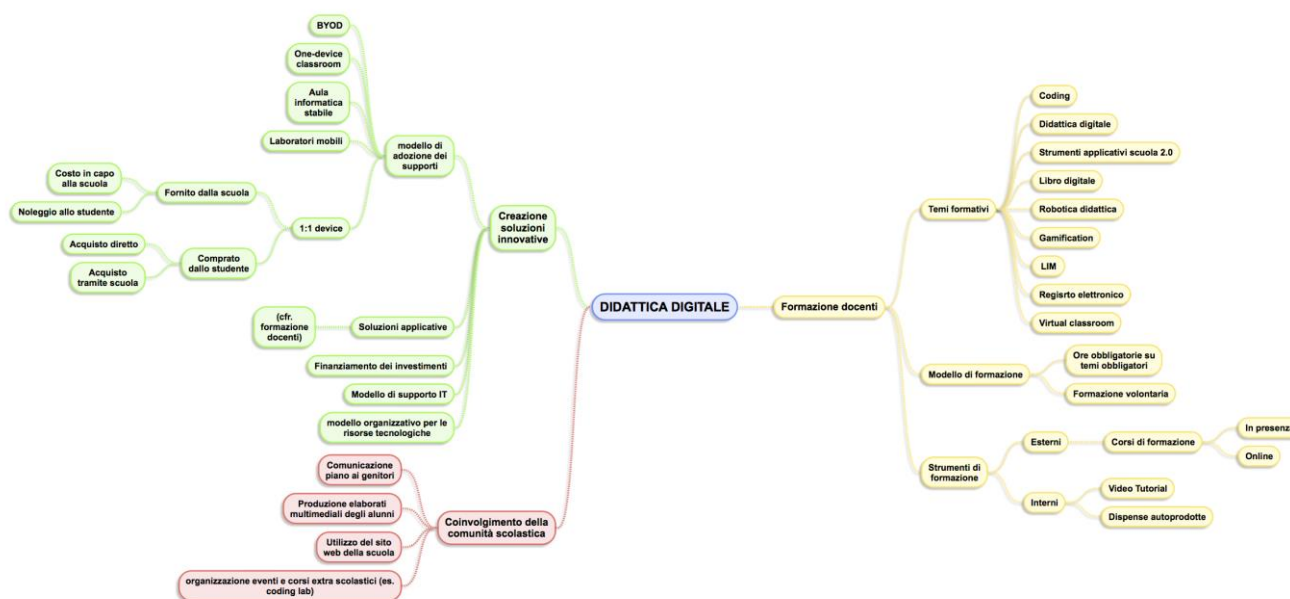 BYOD
One-device
classroom
Aula
informatica
stabile
Laboratori mobili
modello di
adozione dei
supporti
Costo in capo
alla scuola
Noleggio allo studente
Fornito dalla scuola
1:1 device
Acquisto diretto
Acquisto
tramite scuola
Comprato
dallo studente
Creazione
soluzioni
innovative
(cfr.
formazione
docenti)
Soluzioni applicative
Finanziamento dei investimenti
Modello di supporto IT
modello organizzativo per le
risorse tecnologiche
Comunicazione
piano ai genitori
Produzione elaborati
multimediali degli alunni
Utilizzo del sito
web della scuola
organizzazione eventi e corsi extra scolastici (es.
coding lab)
Coinvolgimento della
comunità scolastica
DIDATTICA DIGITALE
Formazione docenti
Temi formativi
Coding
Didattica digitale
Strumenti applicativi scuola 2.0
Libro digitale
Robotica didattica
Gamification
LIM
Regisrto elettronico
Virtual classroom
Modello di formazione
Ore obbligatorie su
temi obbligatori
Formazione volontaria
Strumenti di
formazione
Esterni
Corsi di formazione
In presenz
Online
Interni
Video Tutorial
Dispense autoprodotte